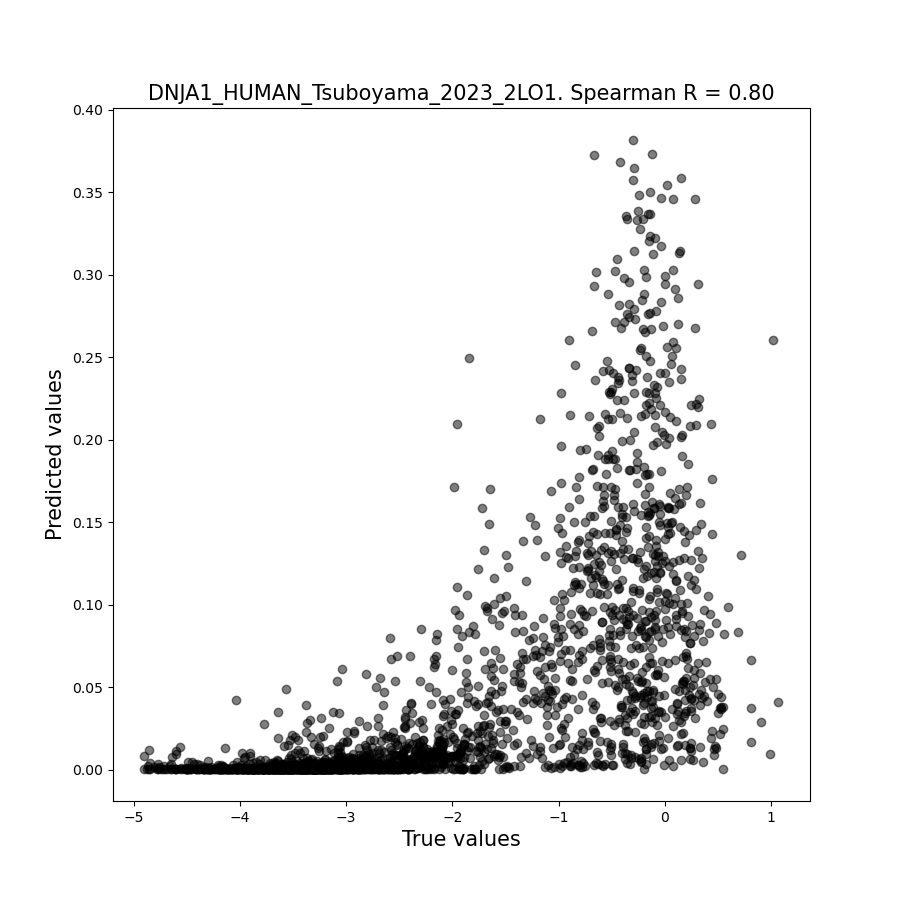 DNJA1_HUMAN_Tsuboyama_2023_2LO1. Spearman R = 0.80
0.40
0.35
0.30
0.25
0.20
0.15
0.10
0.05
0.00
Predicted values
−5 −4 −3 −2 −1 0 1
True values